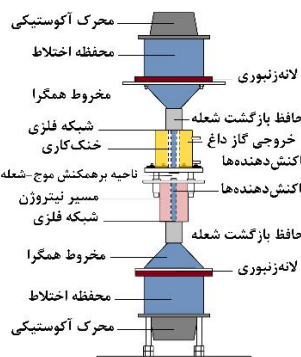 محرک آکوستیکی
محفظه اختلاط
لانه‌زنبوری
مخروط همگرا
حافظ بازگشت شعله
شبکه فلزی
خروجی گاز داغ
خنک‌کاری
اکنش‌دهنده‌ها
ناحیه برهمکنش موج-شعله
اکنش‌دهنده‌ها
مسیر نیتروژن
شبکه فلزی
حافظ بازگشت شعله
مخروط همگرا
لانه‌زنبوری
محفظه اختلاط
محرک آکوستیکی